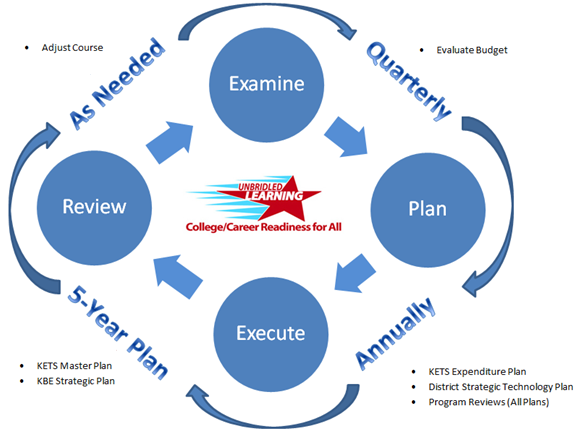 • Adjust Course
As Needed
Examine
Quarterly
• Evaluate Budget
Review
UNBRIDLED
LEARNING
College/Career Readiness for All
Plan
5-Year Plan
Execute
Annually
• KETS Master Plan
• KBE Strategic Plan
• KETS Expenditure Plan
• District Strategic Technology Plan
• Program Reviews (All Plans)